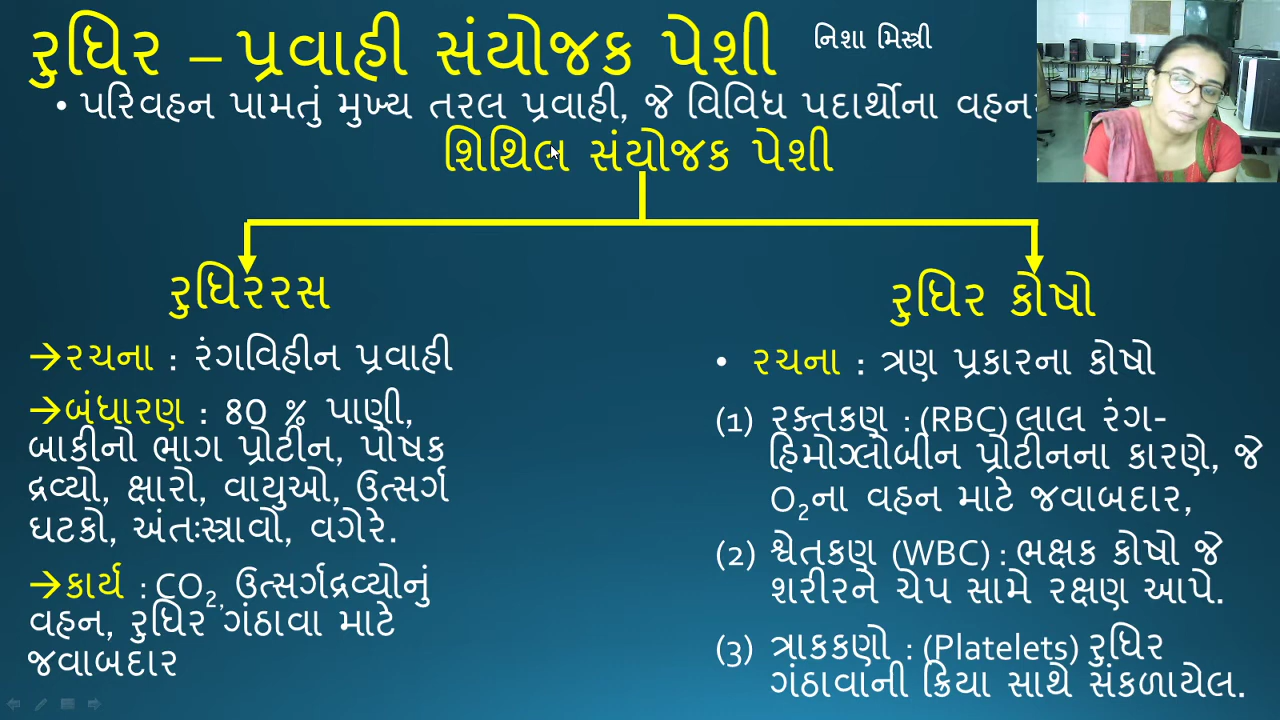 રુધિર – પ્રવાહી સંયોજક પેશી
નિશા મિસ્ત્રી
• પરિવહન પામતું મુખ્ય તરલ પ્રવાહી, જે વિવિધ પદાર્થોના
શિથિલ સંયોજક પેશી
રુધિરરસ
→રચના : રંગવિહીન પ્રવાહી
→બંધારણ : 80 % પાણી,
બાકીનો ભાગ પ્રોટીન, પોષક
દ્રવ્યો, ક્ષારો, વાયુઓ, ઉત્સર્ગ
ઘટકો, અંતઃસ્ત્રાવો, વગેરે.
→કાર્ય : CO₂, ઉત્સર્ગદ્રવ્યોનું
વહન, રુધિર ગંઠાવા માટે
જવાબદાર
રુધિર કોષો
• રચના : ત્રણ પ્રકારના કોષો
(1) રક્તકણ : (RBC) લાલ રંગ-
હિમોગ્લોબીન પ્રોટીનના કારણે, જે
O₂ના વહન માટે જવાબદાર,
(2) શ્વેતકણ (WBC) : ભક્ષક કોષો જે
શરીરને ચેપ સામે રક્ષણ આપે.
(3) ત્રાકકણો : (Platelets) રુધિર
ગંઠાવાની ક્રિયા સાથે સંકળાયેલ.